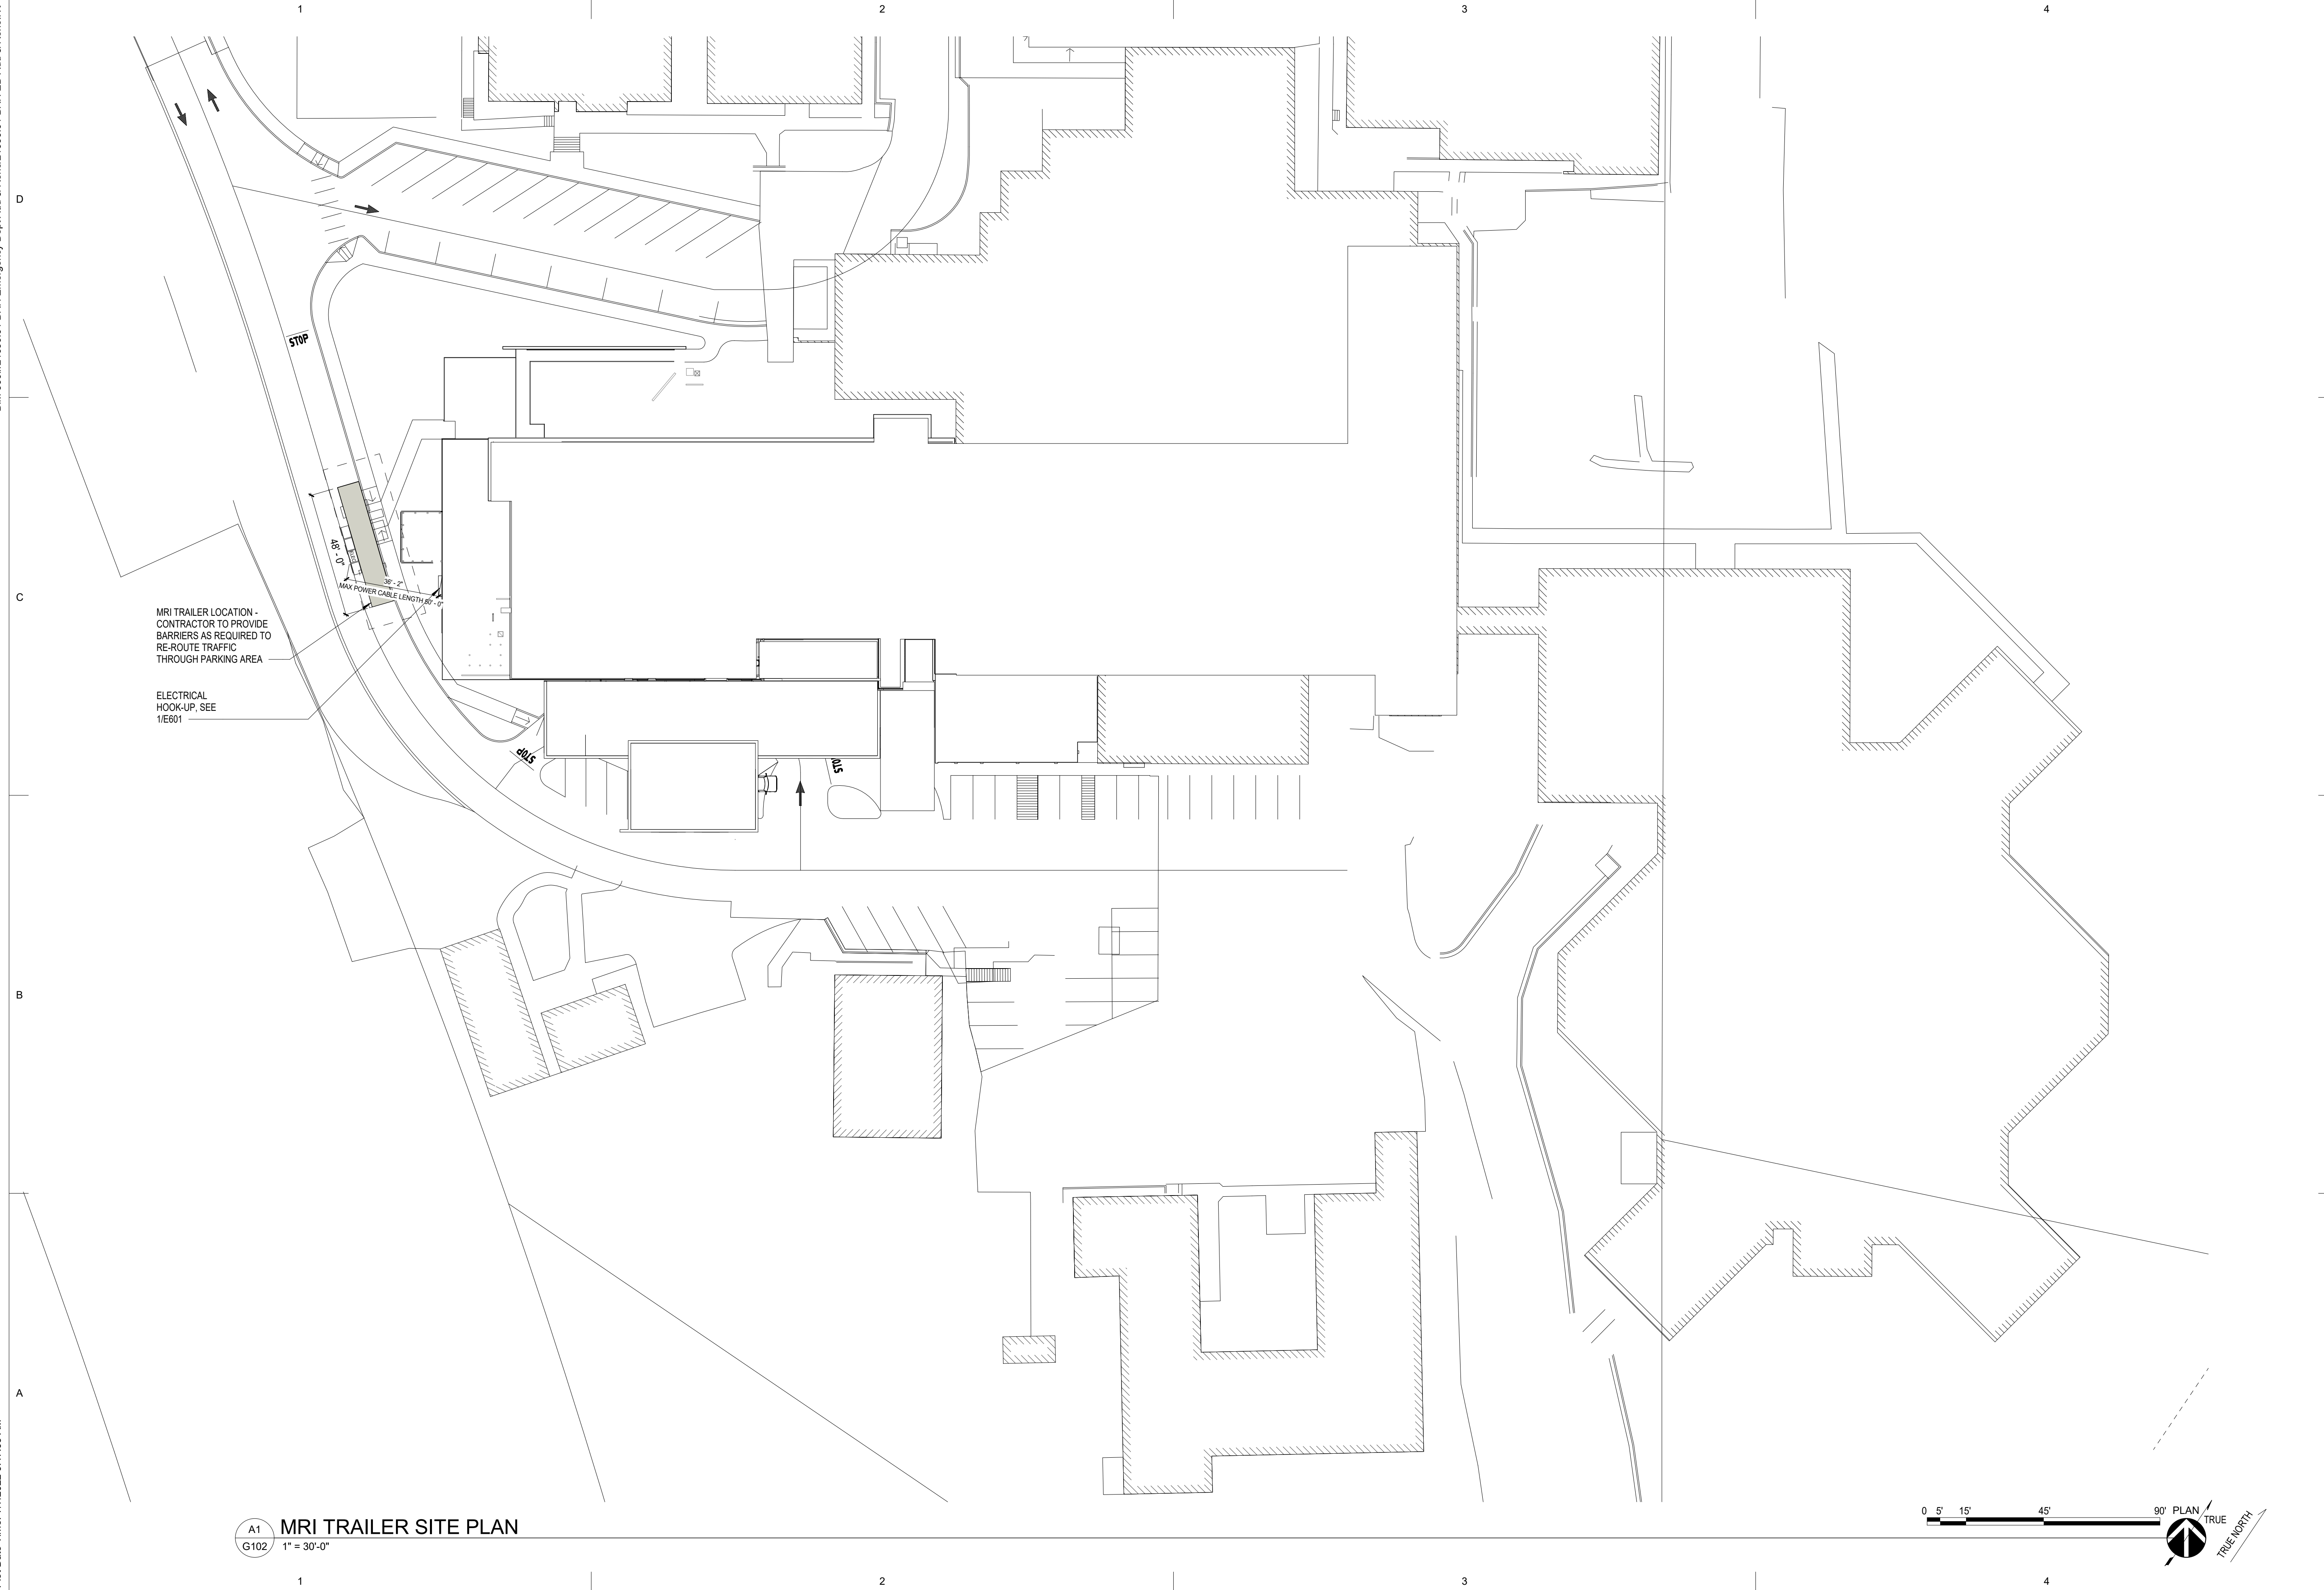 1 2 3 4
D
STOP
48' - 0"
36' - 2"
MAX POWER CABLE LENGTH 50' - 0"
C
MRI TRAILER LOCATION -
CONTRACTOR TO PROVIDE
BARRIERS AS REQUIRED TO
RE-ROUTE TRAFFIC
THROUGH PARKING AREA
ELECTRICAL
HOOK-UP, SEE
1/E601
STOP
STO
B
A
A1 MRI TRAILER SITE PLAN
G102 1" = 30'-0"
0 5' 15' 45' 90' PLAN
TRUE
TRUE NORTH
1 2 3 4